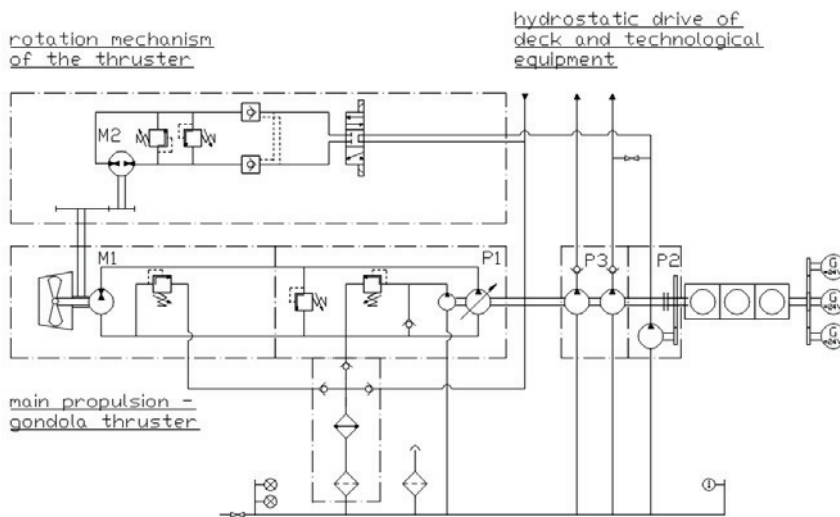 rotation mechanism
of the thruster
hydrostatic drive of
deck and technological
equipment
M2
M1
P1
P3
P2
G
G
G
main propulsion -
gondola thruster